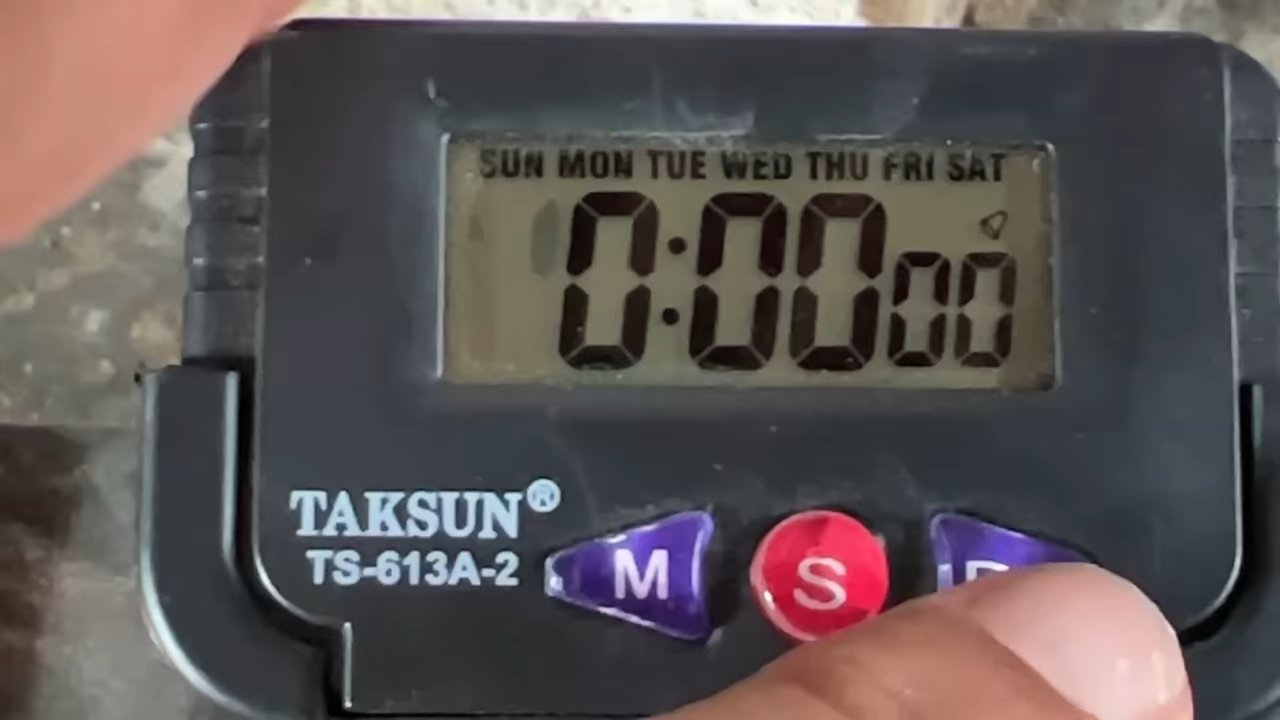 SUN MON TUE WED THU FRI SAT
0:00 00
TAKSUN®
TS-613A-2
M S